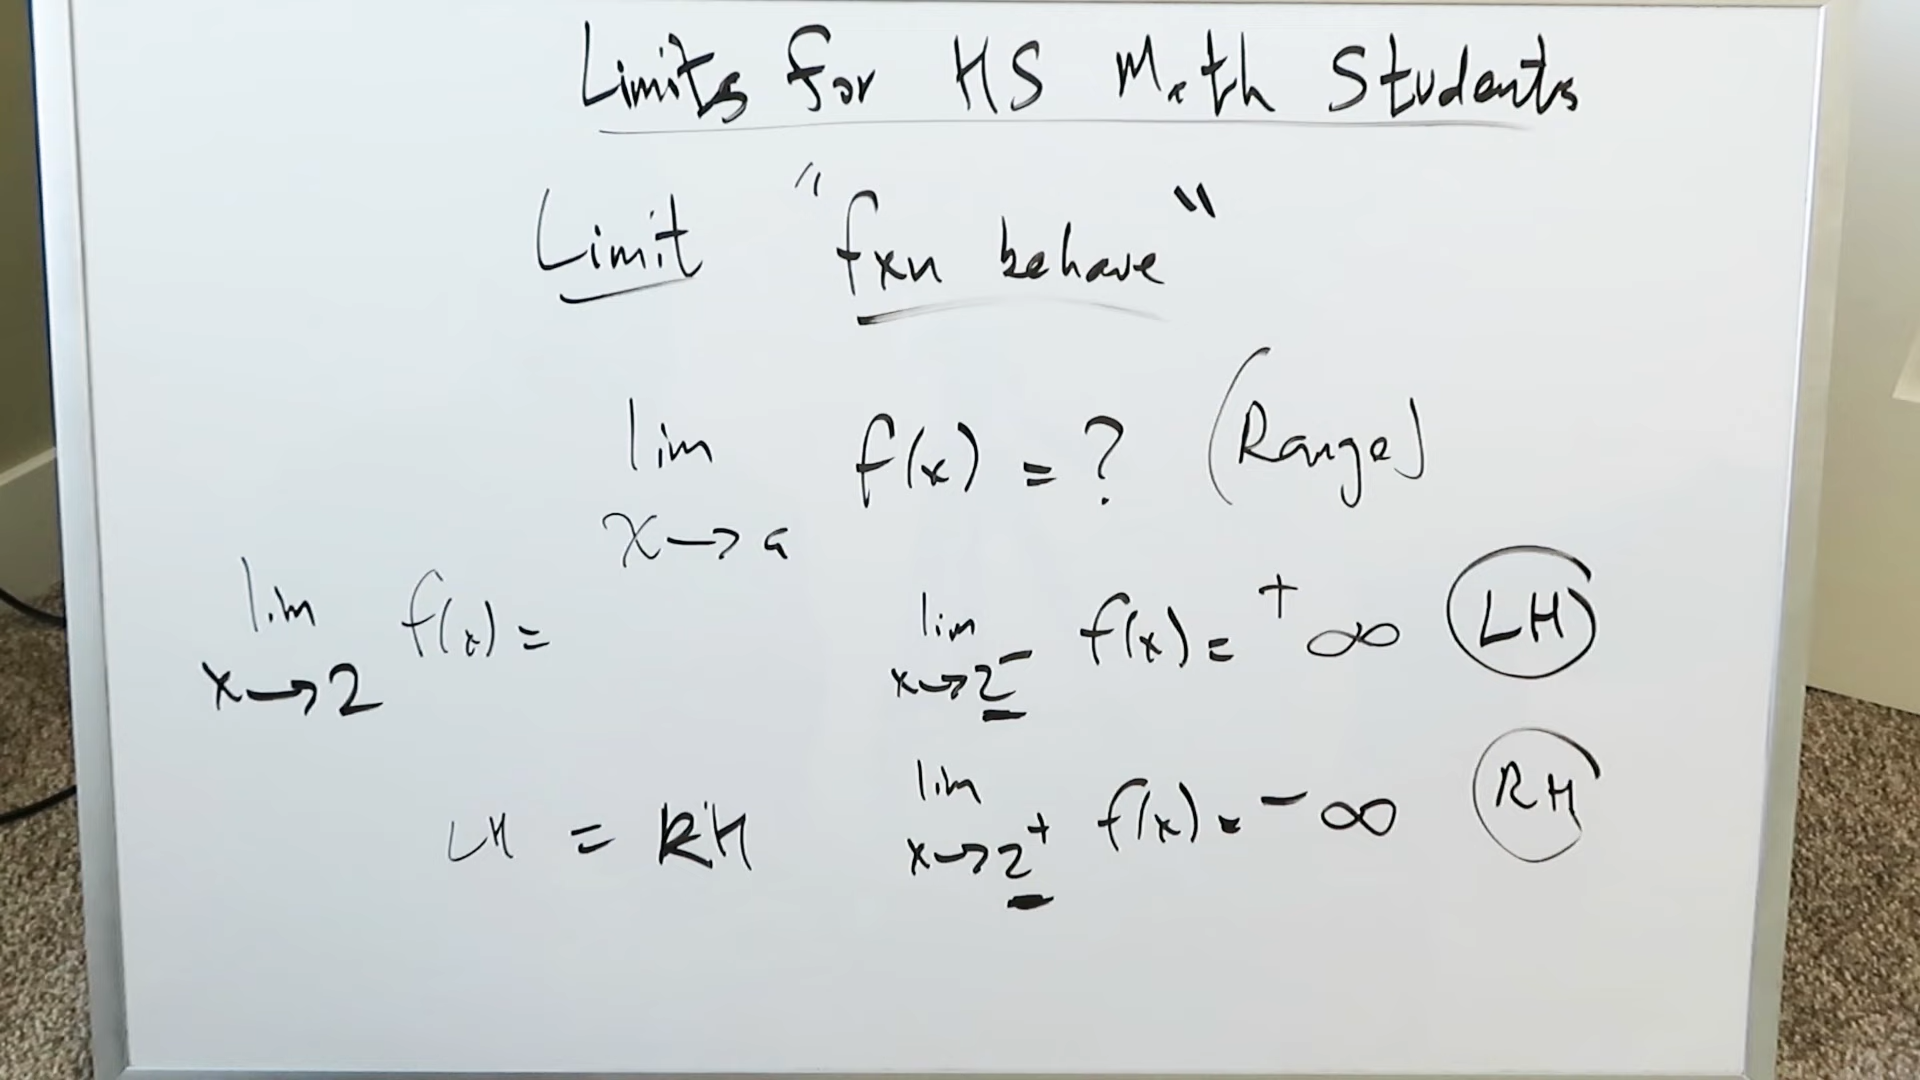 Limits for HS Math Students
Limit "fxn behave"
lim f(x) = ? (Range)
x→a
lim f(x) =
x→2
lim f(x) = +∞ LH
x→2⁻
LH = RH
lim f(x) = -∞ RH
x→2⁺